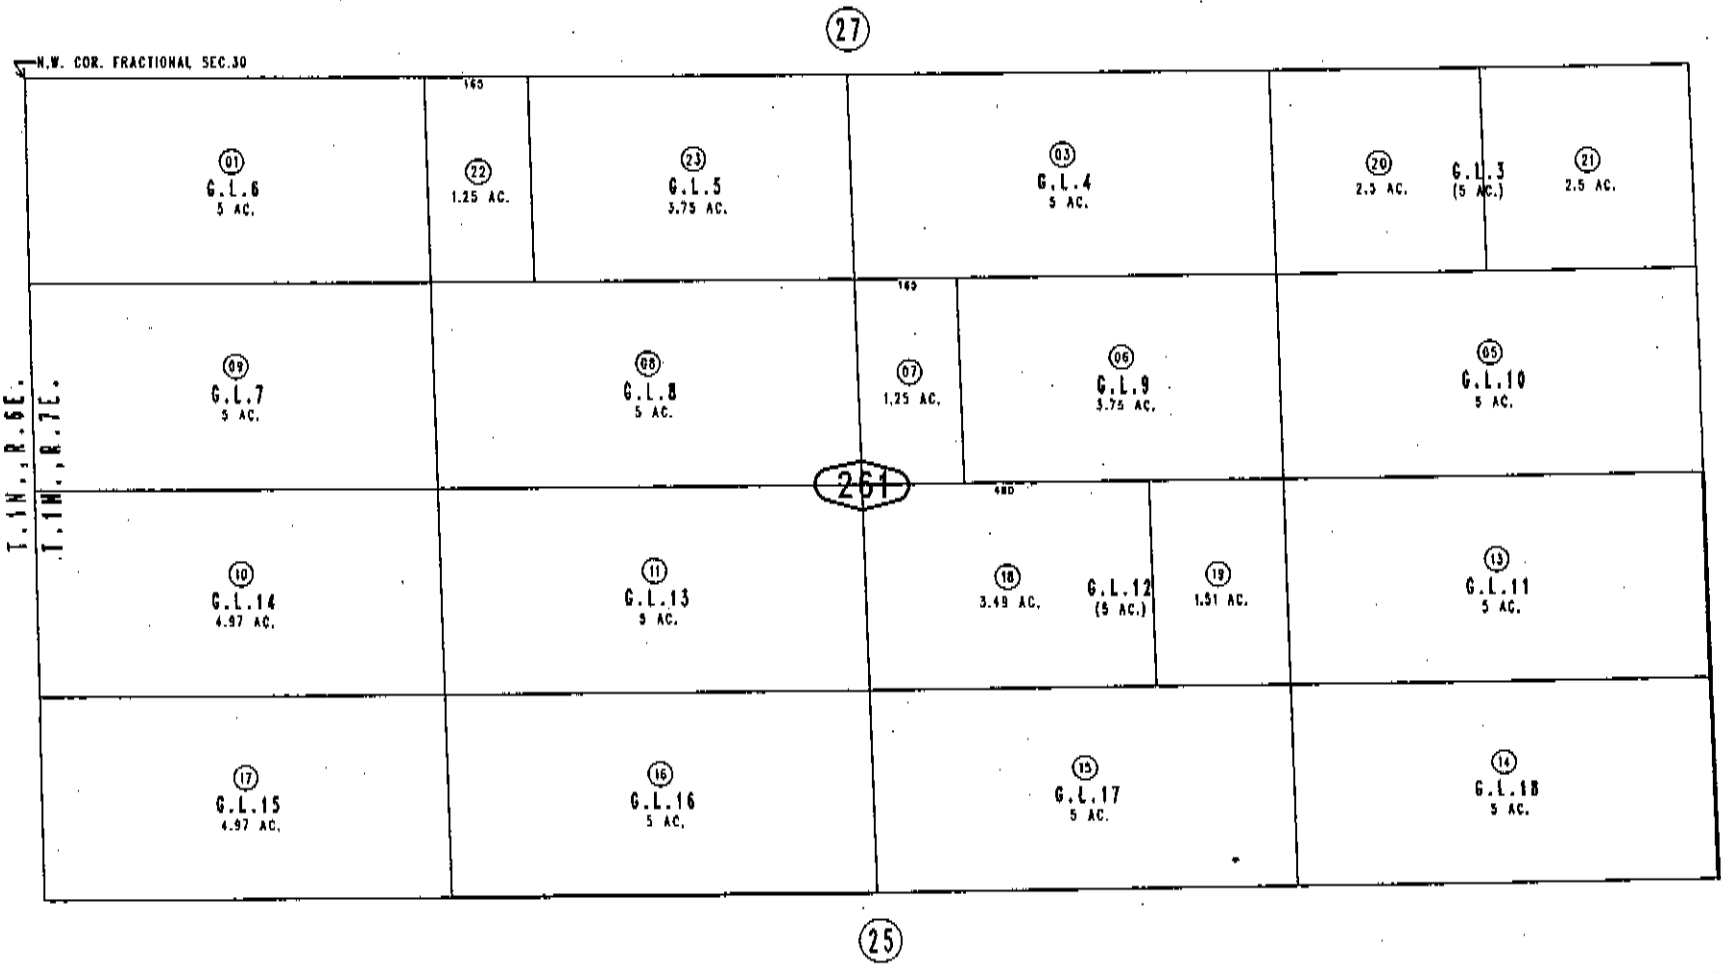 27
N.W. COR. FRACTIONAL SEC.30
165
01
G.L.6
5 AC.
22
1.25 AC.
23
G.L.5
3.75 AC.
03
G.L.4
5 AC.
20
2.5 AC.
G.L.3
(5 AC.)
21
2.5 AC.
165
09
G.L.7
5 AC.
08
G.L.8
5 AC.
07
1.25 AC.
06
G.L.9
3.75 AC.
05
G.L.10
5 AC.
T.1N.,R.6E.
T.1N.,R.7E.
261
480
10
G.L.14
4.97 AC.
11
G.L.13
5 AC.
18
3.49 AC.
G.L.12
(5 AC.)
19
1.51 AC.
13
G.L.11
5 AC.
17
G.L.15
4.97 AC.
16
G.L.16
5 AC.
15
G.L.17
5 AC.
14
G.L.18
5 AC.
25